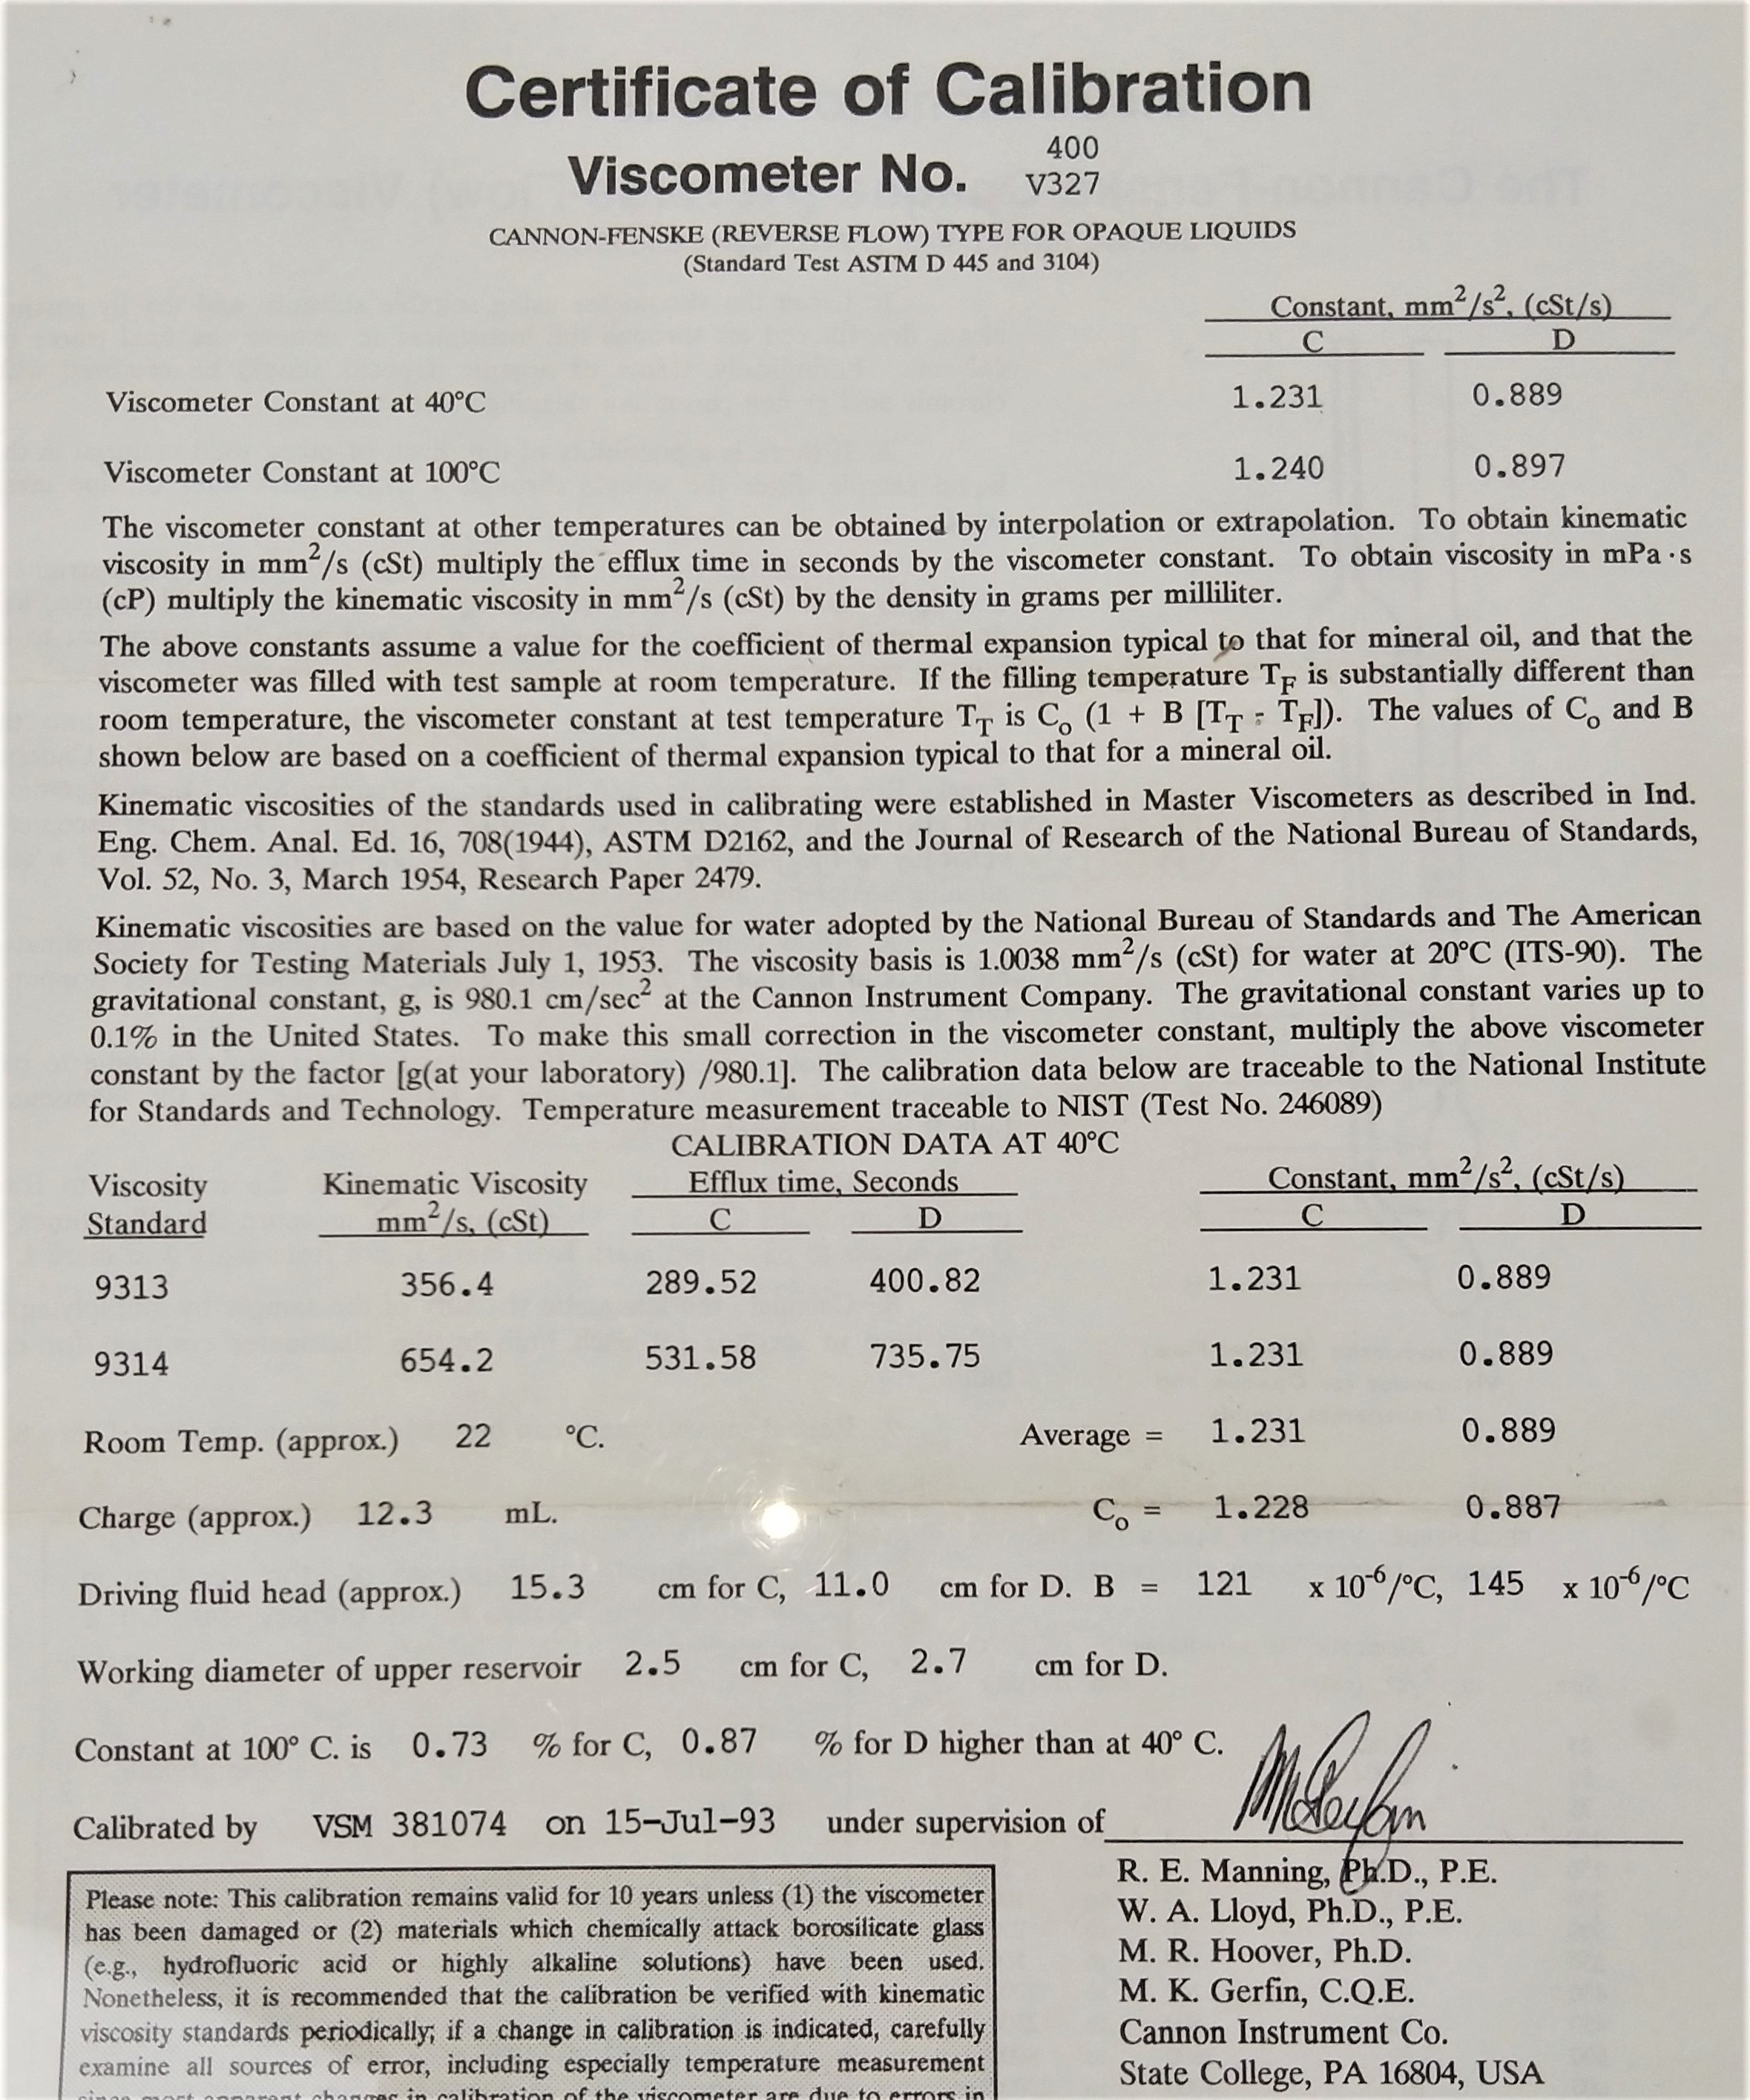 Certificate of Calibration
400
Viscometer No. V327
CANNON-FENSKE (REVERSE FLOW) TYPE FOR OPAQUE LIQUIDS
(Standard Test ASTM D 445 and 3104)
Constant, mm²/s², (cSt/s)
C D
Viscometer Constant at 40°C 1.231 0.889
Viscometer Constant at 100°C 1.240 0.897
The viscometer constant at other temperatures can be obtained by interpolation or extrapolation. To obtain kinematic
viscosity in mm²/s (cSt) multiply the efflux time in seconds by the viscometer constant. To obtain viscosity in mPa·s
(cP) multiply the kinematic viscosity in mm²/s (cSt) by the density in grams per milliliter.
The above constants assume a value for the coefficient of thermal expansion typical to that for mineral oil, and that the
viscometer was filled with test sample at room temperature. If the filling temperature T_F is substantially different than
room temperature, the viscometer constant at test temperature T_T is C_o (1 + B [T_T - T_F]). The values of C_o and B
shown below are based on a coefficient of thermal expansion typical to that for a mineral oil.
Kinematic viscosities of the standards used in calibrating were established in Master Viscometers as described in Ind.
Eng. Chem. Anal. Ed. 16, 708(1944), ASTM D2162, and the Journal of Research of the National Bureau of Standards,
Vol. 52, No. 3, March 1954, Research Paper 2479.
Kinematic viscosities are based on the value for water adopted by the National Bureau of Standards and The American
Society for Testing Materials July 1, 1953. The viscosity basis is 1.0038 mm²/s (cSt) for water at 20°C (ITS-90). The
gravitational constant, g, is 980.1 cm/sec² at the Cannon Instrument Company. The gravitational constant varies up to
0.1% in the United States. To make this small correction in the viscometer constant, multiply the above viscometer
constant by the factor [g(at your laboratory) /980.1]. The calibration data below are traceable to the National Institute
for Standards and Technology. Temperature measurement traceable to NIST (Test No. 246089)
CALIBRATION DATA AT 40°C
Viscosity Kinematic Viscosity Efflux time, Seconds Constant, mm²/s², (cSt/s)
Standard mm²/s, (cSt) C D C D
9313 356.4 289.52 400.82 1.231 0.889
9314 654.2 531.58 735.75 1.231 0.889
Room Temp. (approx.) 22 °C. Average = 1.231 0.889
Charge (approx.) 12.3 mL. C_o = 1.228 0.887
Driving fluid head (approx.) 15.3 cm for C, 11.0 cm for D. B = 121 x 10⁻⁶/°C, 145 x 10⁻⁶/°C
Working diameter of upper reservoir 2.5 cm for C, 2.7 cm for D.
Constant at 100° C. is 0.73 % for C, 0.87 % for D higher than at 40° C.
Calibrated by VSM 381074 on 15-Jul-93 under supervision of
R. E. Manning, Ph.D., P.E.
W. A. Lloyd, Ph.D., P.E.
M. R. Hoover, Ph.D.
M. K. Gerfin, C.Q.E.
Cannon Instrument Co.
State College, PA 16804, USA
Please note: This calibration remains valid for 10 years unless (1) the viscometer
has been damaged or (2) materials which chemically attack borosilicate glass
(e.g., hydrofluoric acid or highly alkaline solutions) have been used.
Nonetheless, it is recommended that the calibration be verified with kinematic
viscosity standards periodically; if a change in calibration is indicated, carefully
examine all sources of error, including especially temperature measurement
since most apparent changes in calibration of the viscometer are due to errors in